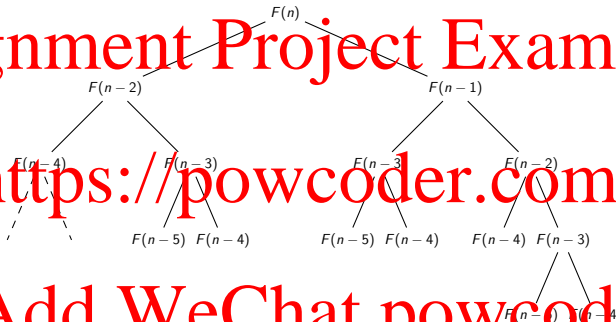 F(n)
gnment Project Exam
F(n − 2) F(n − 1)
F(n − 4) F(n − 3) F(n − 3) F(n − 2)
https://powcoder.com
F(n − 5) F(n − 4) F(n − 5) F(n − 4) F(n − 4) F(n − 3)
Add WeChat powcod